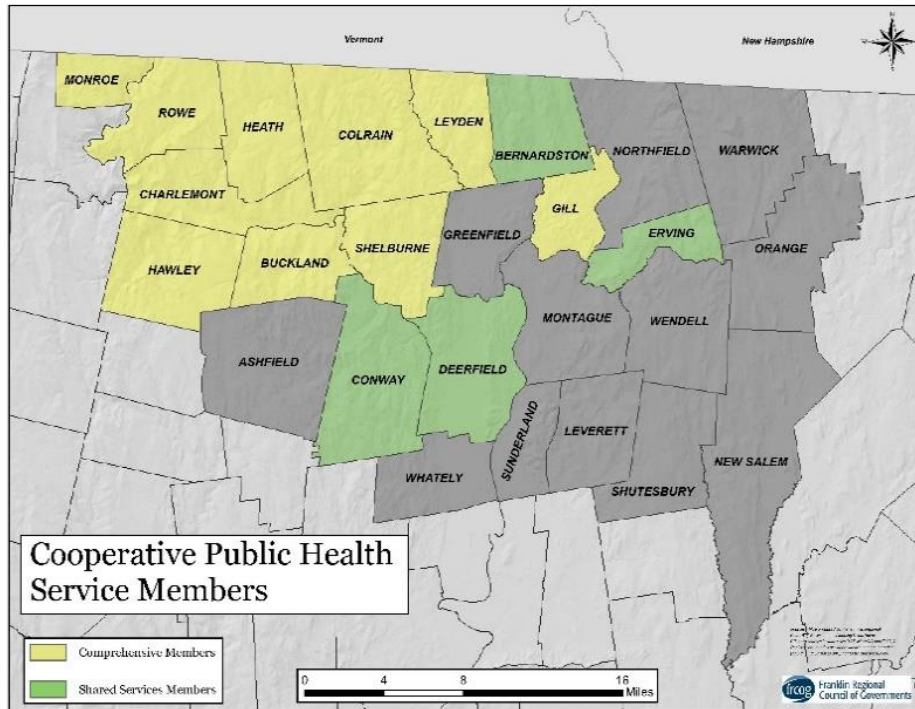 Vermont
New Hampshire
MONROE
ROWE
HEATH
COLRAIN
LEYDEN
BERNARDSTON
NORTHFIELD
WARWICK
CHARLEMONT
GILL
GREENFIELD
ERVING
ORANGE
SHELBURNE
HAWLEY
BUCKLAND
MONTAGUE
WENDELL
ASHFIELD
CONWAY
DEERFIELD
SUNDERLAND
LEVERETT
NEW SALEM
WHATELY
SHUTESBURY
Cooperative Public Health
Service Members
Comprehensive Members
Shared Services Members
0 4 8 16
Miles
frcog
Franklin Regional
Council of Governments